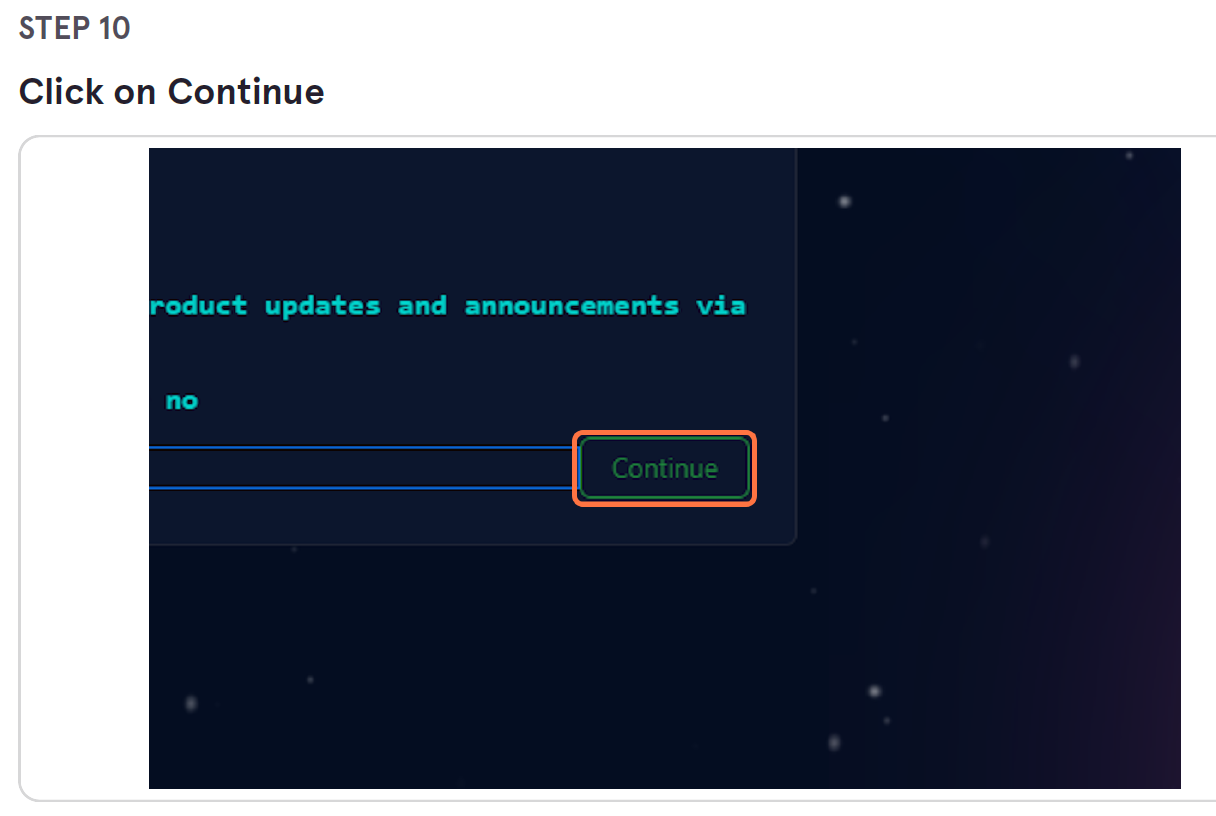 STEP 10
Click on Continue
roduct updates and announcements via
no
Continue